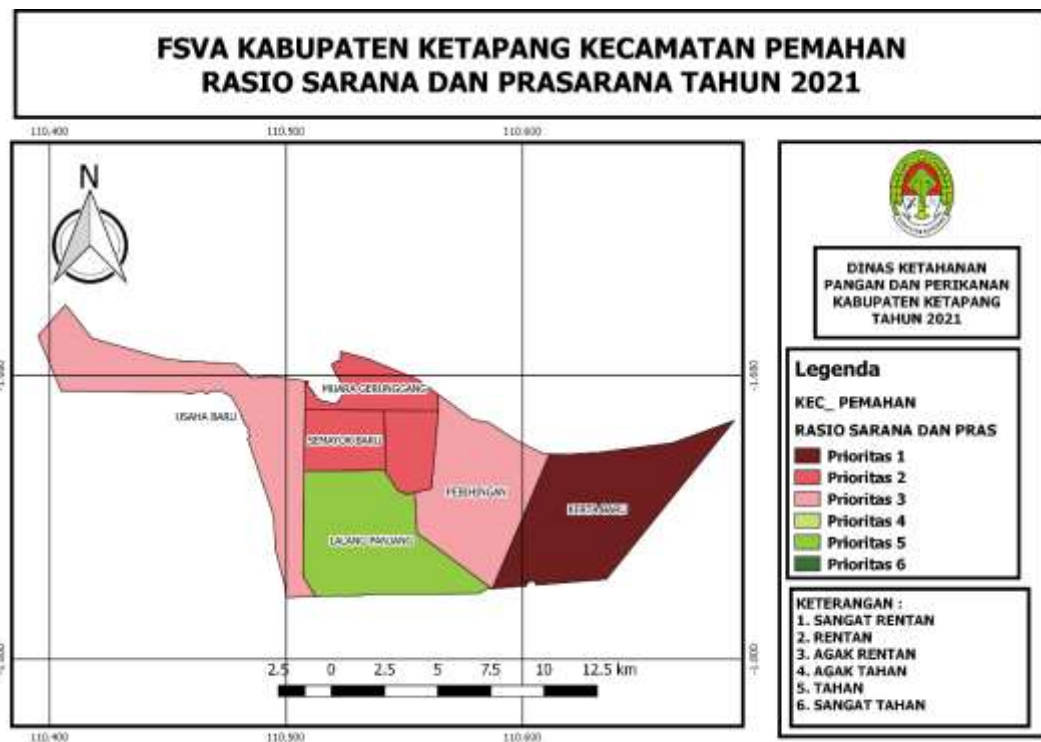 FSVA KABUPATEN KETAPANG KECAMATAN PEMAHAN
RASIO SARANA DAN PRASARANA TAHUN 2021
110.400
110.500
110.600
N
USAHA BARU
MUARA GERUNGGANG
SEMAYOK BARU
PEBIHINGAN
KERTA BARU
LALANG PANJANG
2.5 0 2.5 5 7.5 10 12.5 km
110.400
110.500
110.600
DINAS KETAHANAN
PANGAN DAN PERIKANAN
KABUPATEN KETAPANG
TAHUN 2021
Legenda
KEC_ PEMAHAN
RASIO SARANA DAN PRAS
Prioritas 1
Prioritas 2
Prioritas 3
Prioritas 4
Prioritas 5
Prioritas 6
KETERANGAN :
1. SANGAT RENTAN
2. RENTAN
3. AGAK RENTAN
4. AGAK TAHAN
5. TAHAN
6. SANGAT TAHAN